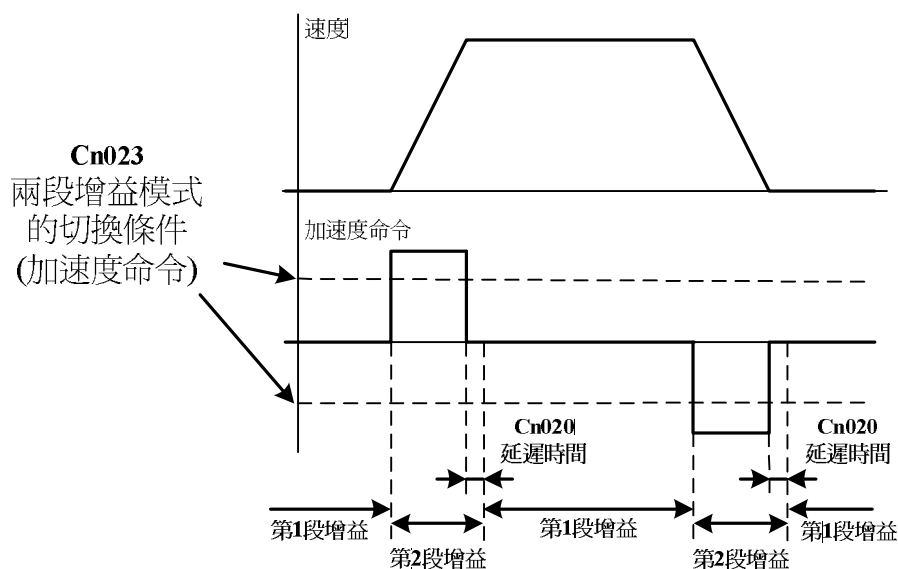 速度
Cn023
兩段增益模式
的切換條件
(加速度命令)
加速度命令
Cn020
延遲時間
Cn020
延遲時間
第1段增益
第2段增益
第1段增益
第2段增益
第1段增益